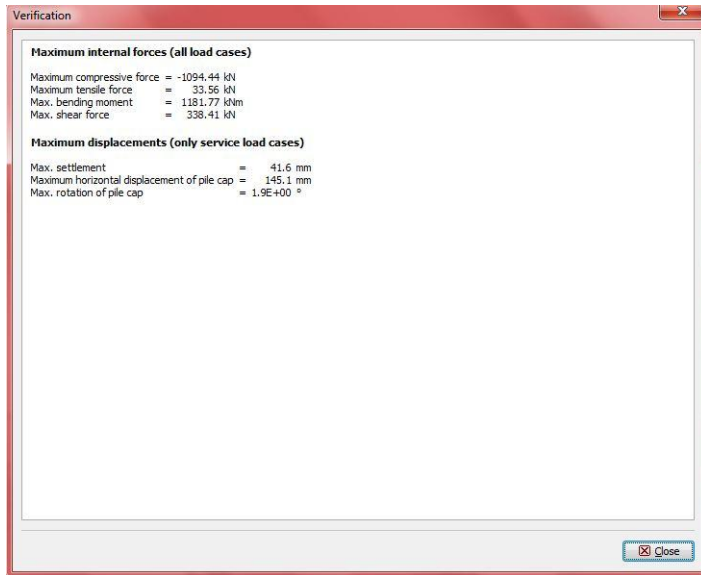 Verification
Maximum internal forces (all load cases)
Maximum compressive force = -1094.44 kN
Maximum tensile force = 33.56 kN
Max. bending moment = 1181.77 kNm
Max. shear force = 338.41 kN
Maximum displacements (only service load cases)
Max. settlement = 41.6 mm
Maximum horizontal displacement of pile cap = 145.1 mm
Max. rotation of pile cap = 1.9E+00 °
Close